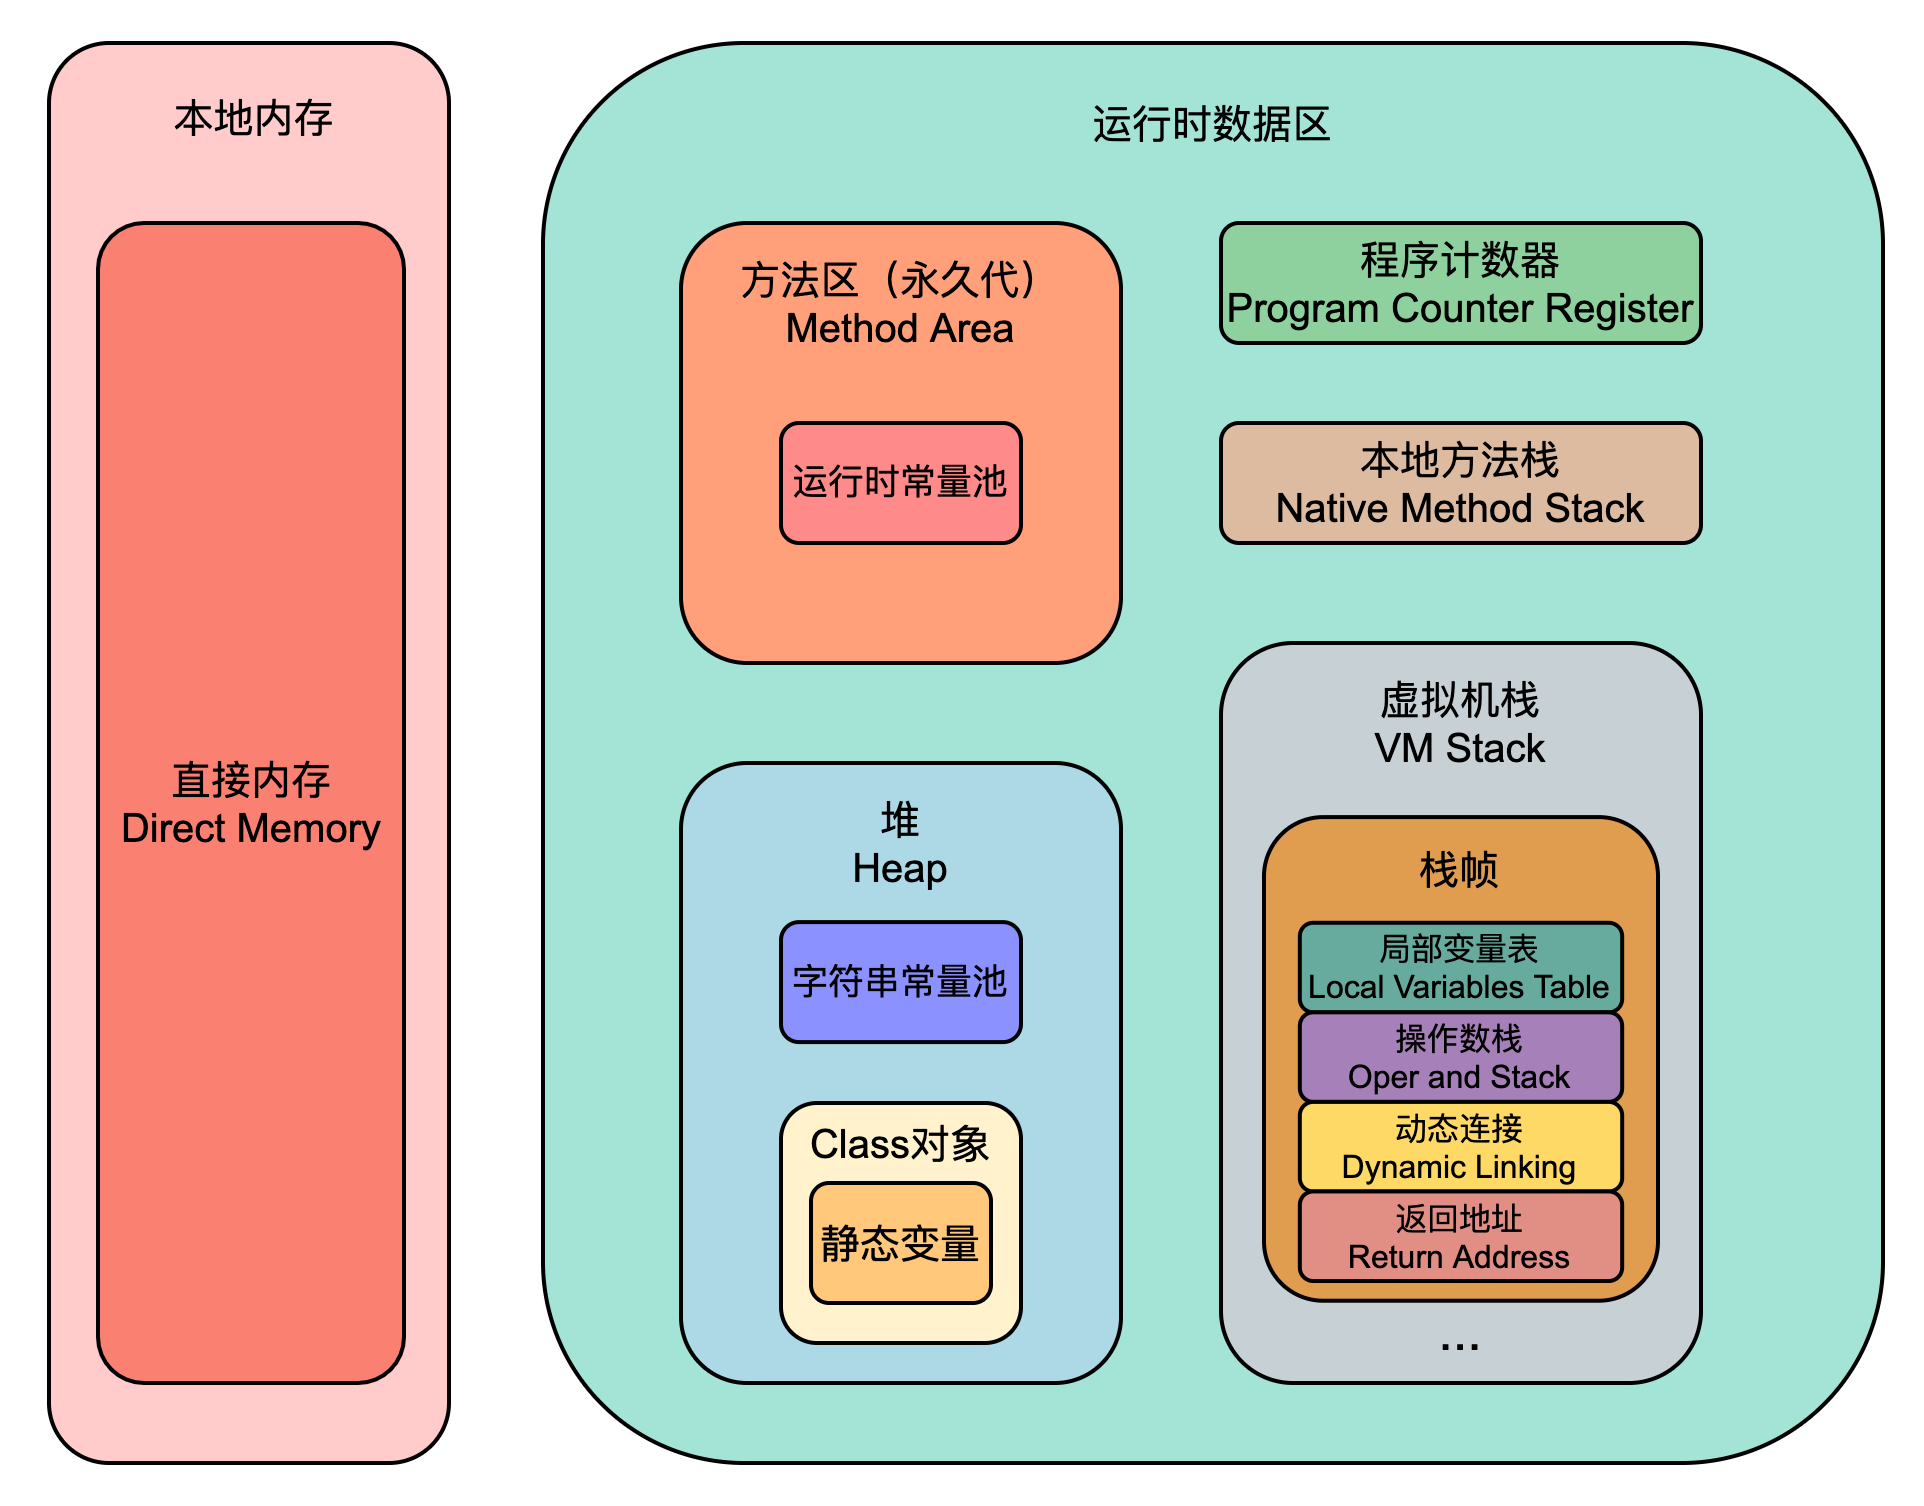 本地内存
直接内存
Direct Memory
运行时数据区
方法区（永久代）
Method Area
运行时常量池
程序计数器
Program Counter Register
本地方法栈
Native Method Stack
堆
Heap
字符串常量池
Class对象
静态变量
虚拟机栈
VM Stack
栈帧
局部变量表
Local Variables Table
操作数栈
Oper and Stack
动态连接
Dynamic Linking
返回地址
Return Address
...